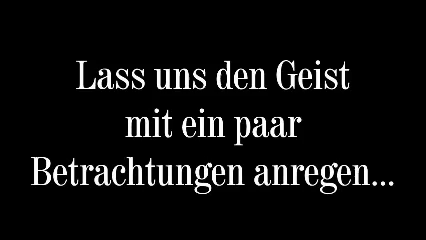 Lass uns den Geist
mit ein paar
Betrachtungen anregen...